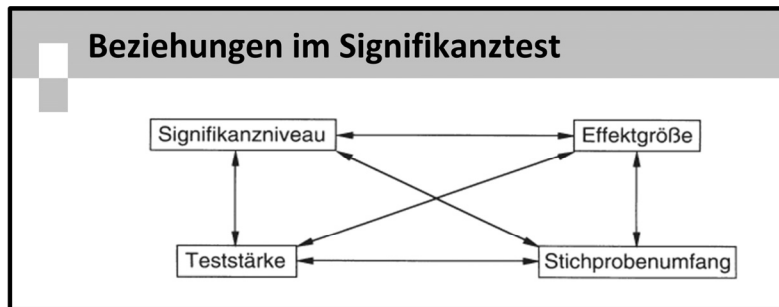 Beziehungen im Signifikanztest
Signifikanzniveau
Effektgröße
Teststärke
Stichprobenumfang